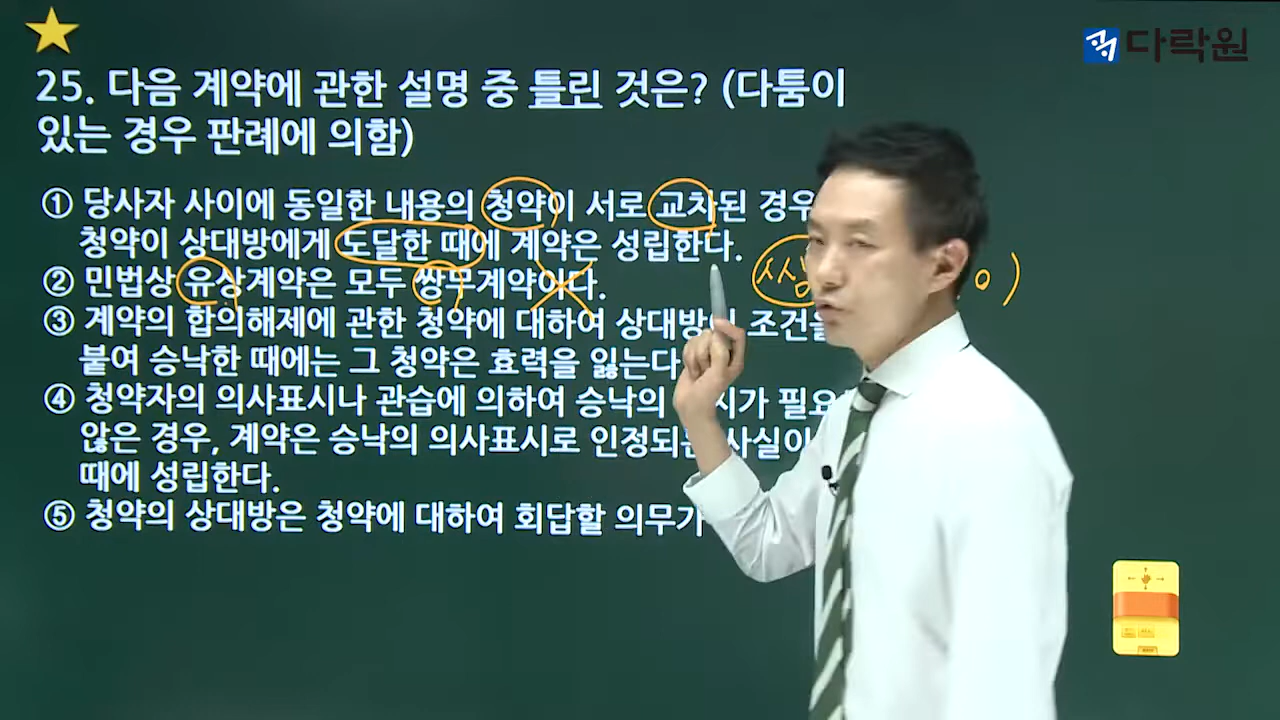 다락원
25. 다음 계약에 관한 설명 중 틀린 것은? (다툼이
있는 경우 판례에 의함)
① 당사자 사이에 동일한 내용의 청약이 서로 교차된 경우
청약이 상대방에게 도달한 때에 계약은 성립한다.
② 민법상 유상계약은 모두 쌍무계약이다.
③ 계약의 합의해제에 관한 청약에 대하여 상대방이 조건을
붙여 승낙한 때에는 그 청약은 효력을 잃는다
④ 청약자의 의사표시나 관습에 의하여 승낙의
않은 경우, 계약은 승낙의 의사표시로 인정되는 사실이
때에 성립한다.
⑤ 청약의 상대방은 청약에 대하여 회답할 의무가